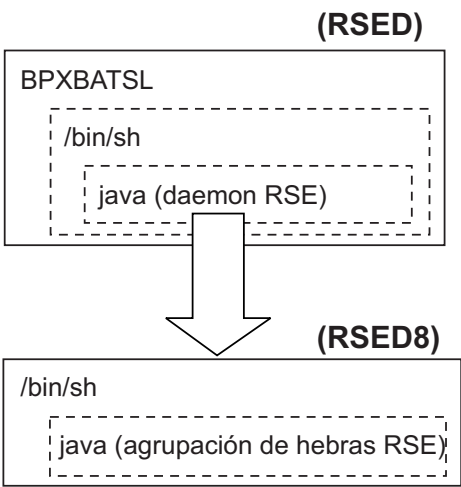 (RSED)
BPXBATSL
/bin/sh
java (daemon RSE)
(RSED8)
/bin/sh
java (agrupación de hebras RSE)